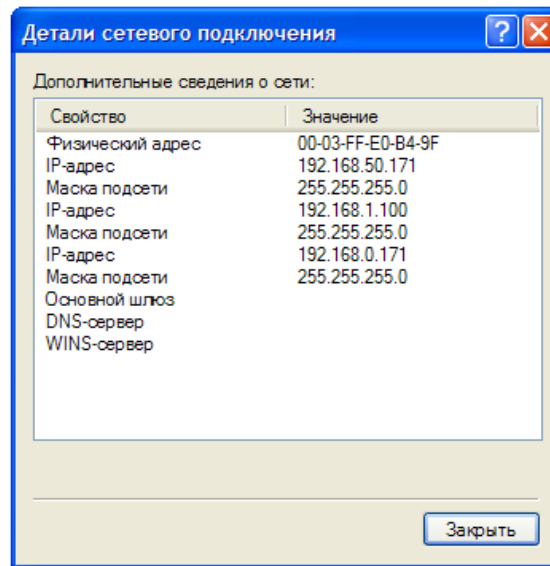 Детали сетевого подключения
Дополнительные сведения о сети:
Свойство Значение
Физический адрес 00-03-FF-E0-B4-9F
IP-адрес 192.168.50.171
Маска подсети 255.255.255.0
IP-адрес 192.168.1.100
Маска подсети 255.255.255.0
IP-адрес 192.168.0.171
Маска подсети 255.255.255.0
Основной шлюз
DNS-сервер
WINS-сервер
Закрыть